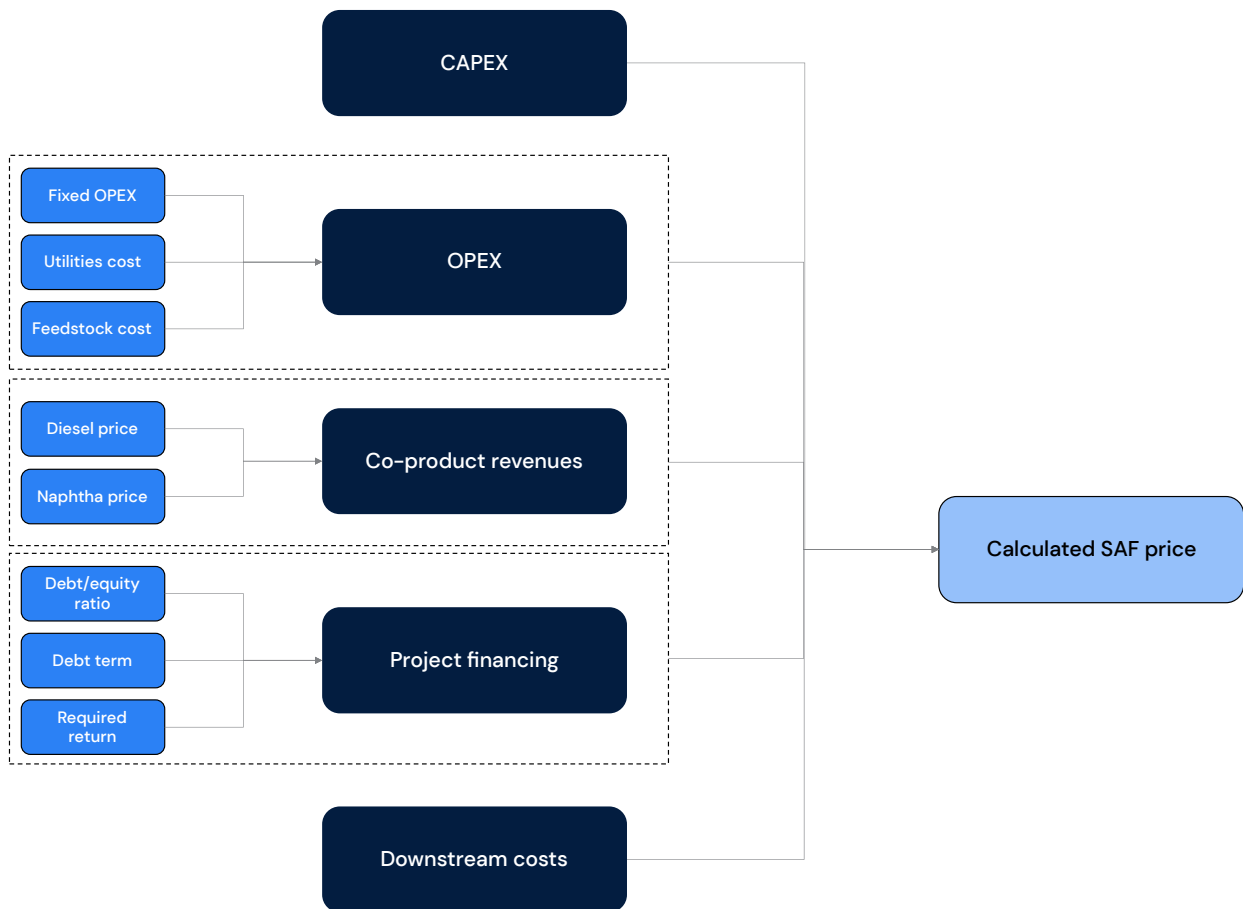 CAPEX
Fixed OPEX
Utilities cost
Feedstock cost
OPEX
Diesel price
Naphtha price
Co-product revenues
Debt/equity
ratio
Debt term
Required
return
Project financing
Downstream costs
Calculated SAF price